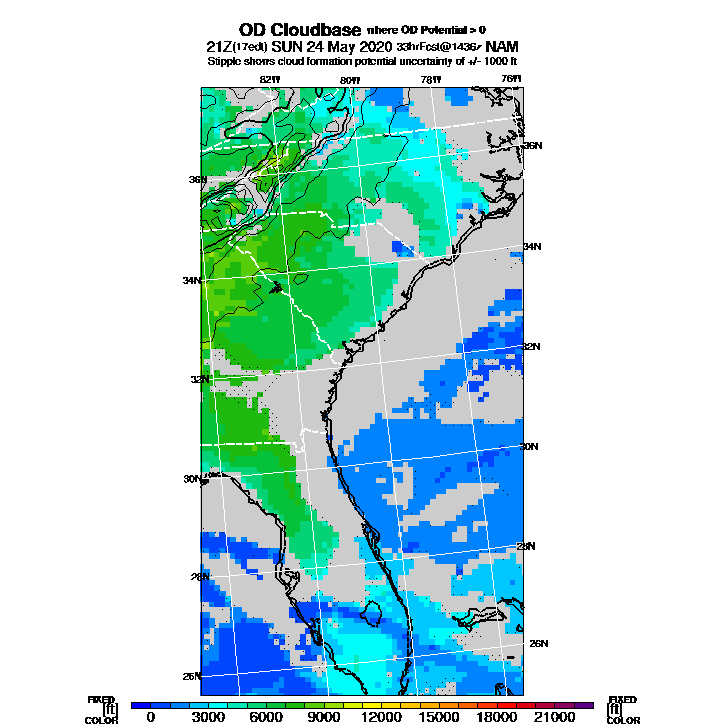 OD Cloudbase where OD Potential > 0
21Z(17edt) SUN 24 May 2020 33hrFcst@1436z NAM
Stipple shows cloud formation potential uncertainty of +/- 1000 ft
82W 80W 78W 76W
36N
36N
34N
34N
32N
32N
30N
30N
28N
28N
26N
26N
FIXED FIXED
[ft] 0 3000 6000 9000 12000 15000 18000 21000 [ft]
COLOR COLOR